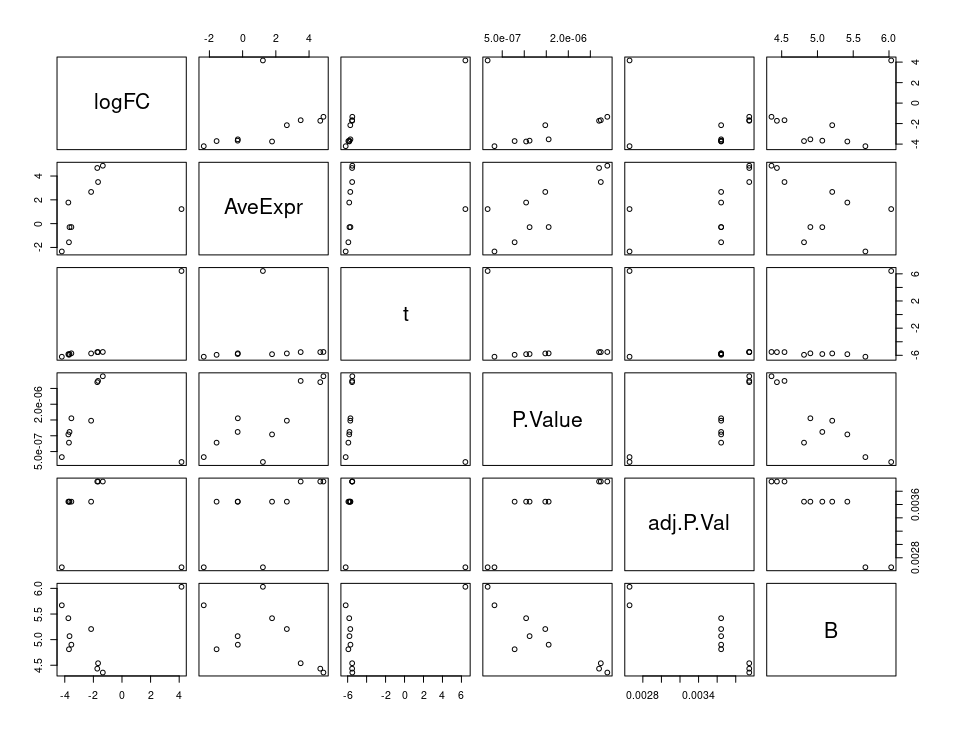 -2 0 2 4 5.0e-07 2.0e-06 4.5 5.0 5.5 6.0
logFC
-4 -2 0 2 4
-2 0 2 4
AveExpr
t
-6 -2 2 6
5.0e-07 2.0e-06
P.Value
adj.P.Val
0.0028 0.0036
4.5 5.0 5.5 6.0
B
-4 -2 0 2 4 -6 -2 0 2 4 6 0.0028 0.0034